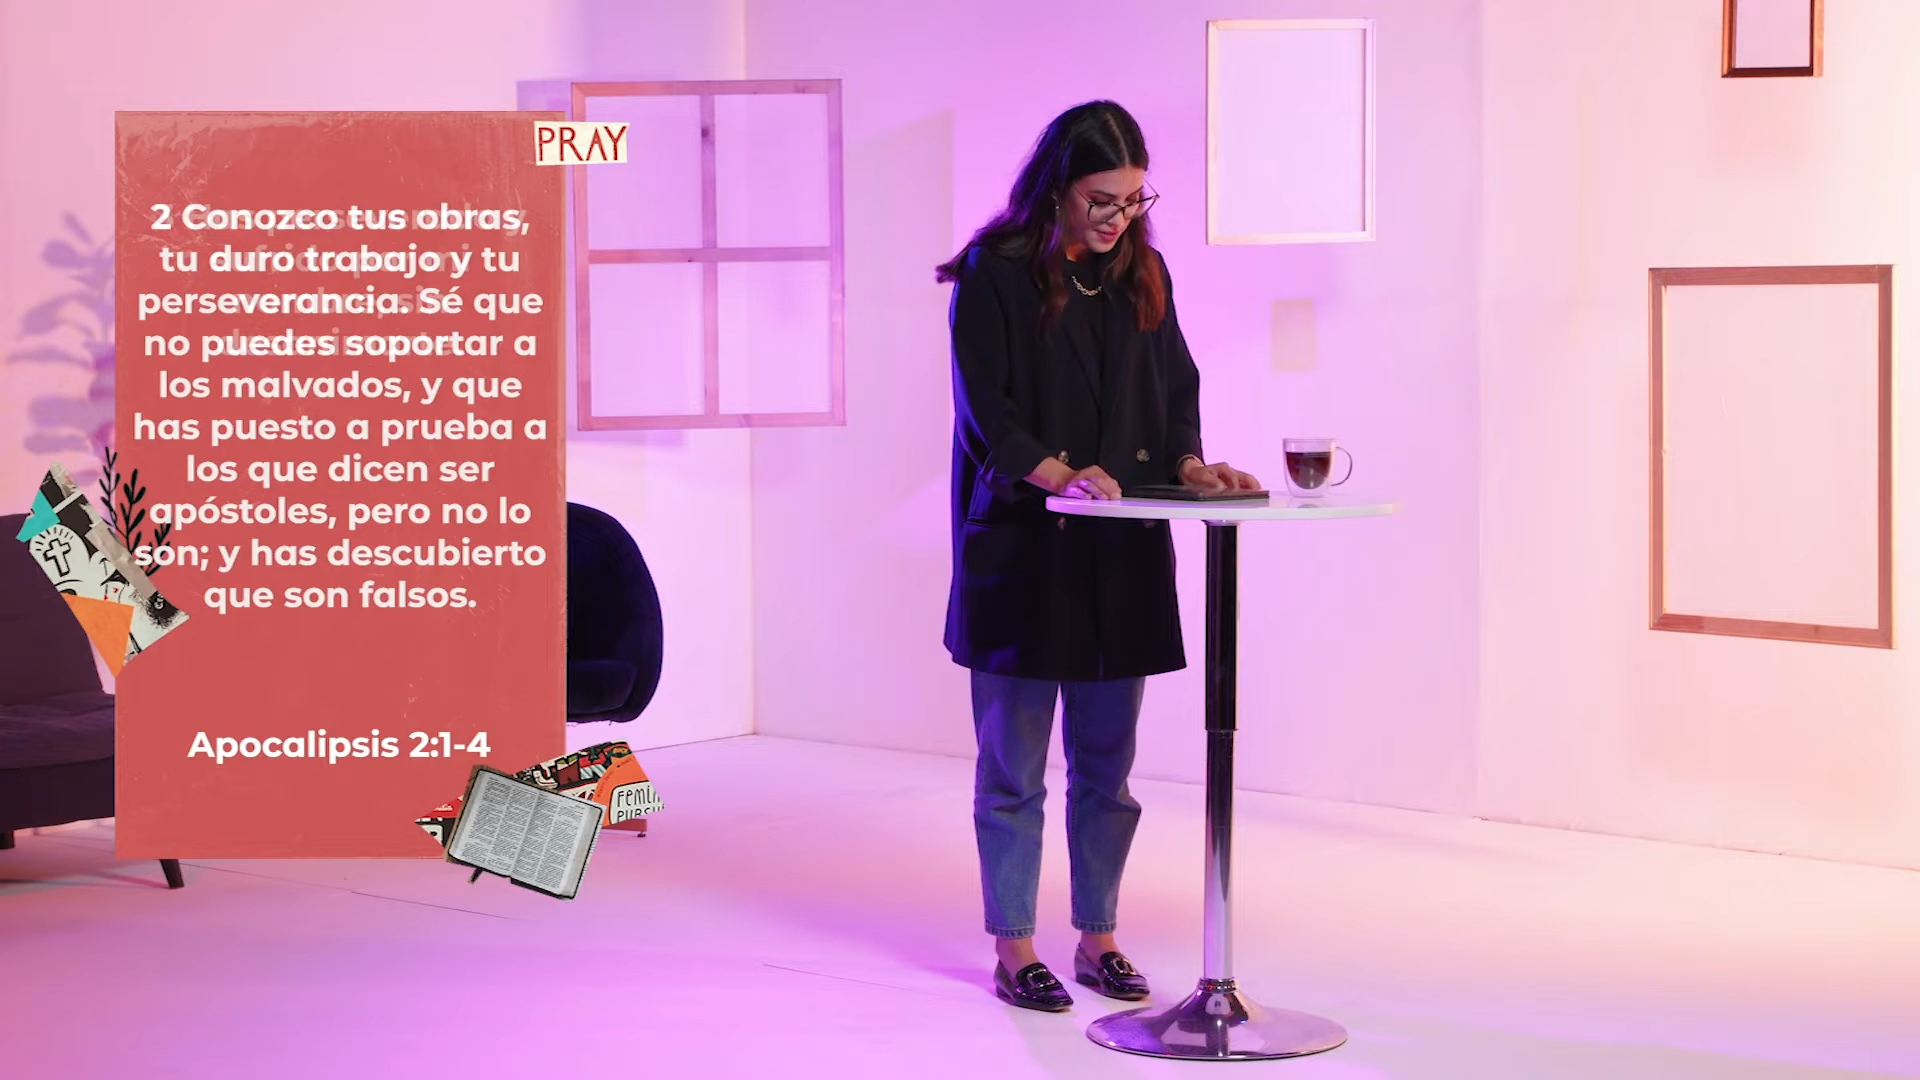 PRAY
2 Conozco tus obras,
tu duro trabajo y tu
perseverancia. Sé que
no puedes soportar a
los malvados, y que
has puesto a prueba a
los que dicen ser
apóstoles, pero no lo
son; y has descubierto
que son falsos.
Apocalipsis 2:1-4